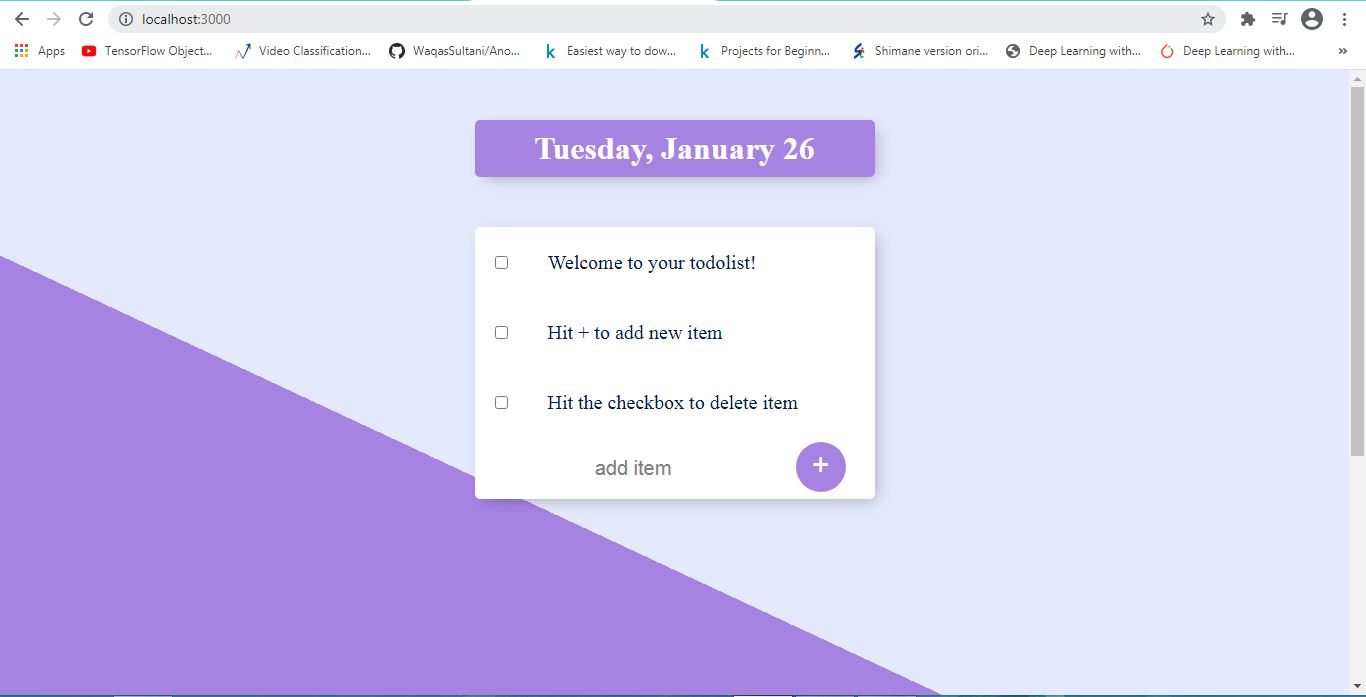 localhost:3000
Apps
TensorFlow Object...
Video Classification...
WaqasSultani/Ano...
Easiest way to dow...
Projects for Beginn...
Shimane version ori...
Deep Learning with...
Deep Learning with...
»
Tuesday, January 26
Welcome to your todolist!
Hit + to add new item
Hit the checkbox to delete item
add item
+